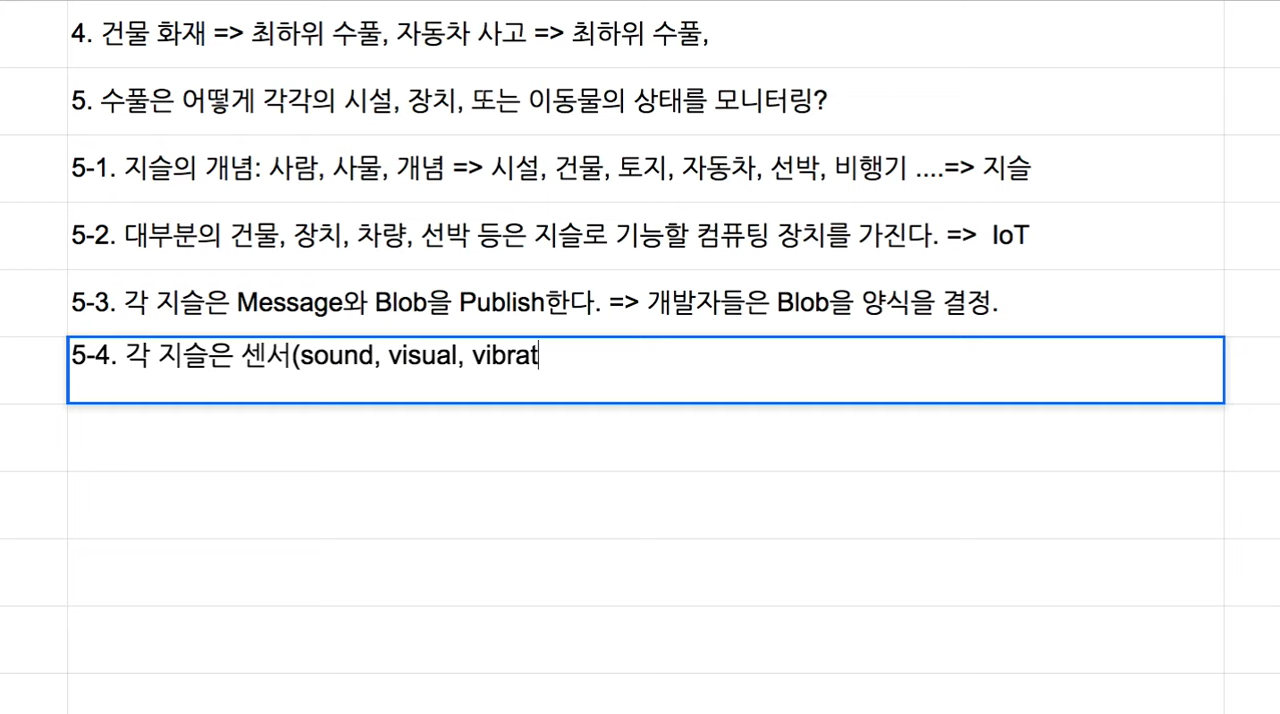 4. 건물 화재 => 최하위 수풀, 자동차 사고 => 최하위 수풀,
5. 수풀은 어떻게 각각의 시설, 장치, 또는 이동물의 상태를 모니터링?
5-1. 지슬의 개념: 사람, 사물, 개념 => 시설, 건물, 토지, 자동차, 선박, 비행기 ....=> 지슬
5-2. 대부분의 건물, 장치, 차량, 선박 등은 지슬로 기능할 컴퓨팅 장치를 가진다. => IoT
5-3. 각 지슬은 Message와 Blob을 Publish한다. => 개발자들은 Blob을 양식을 결정.
5-4. 각 지슬은 센서(sound, visual, vibrat